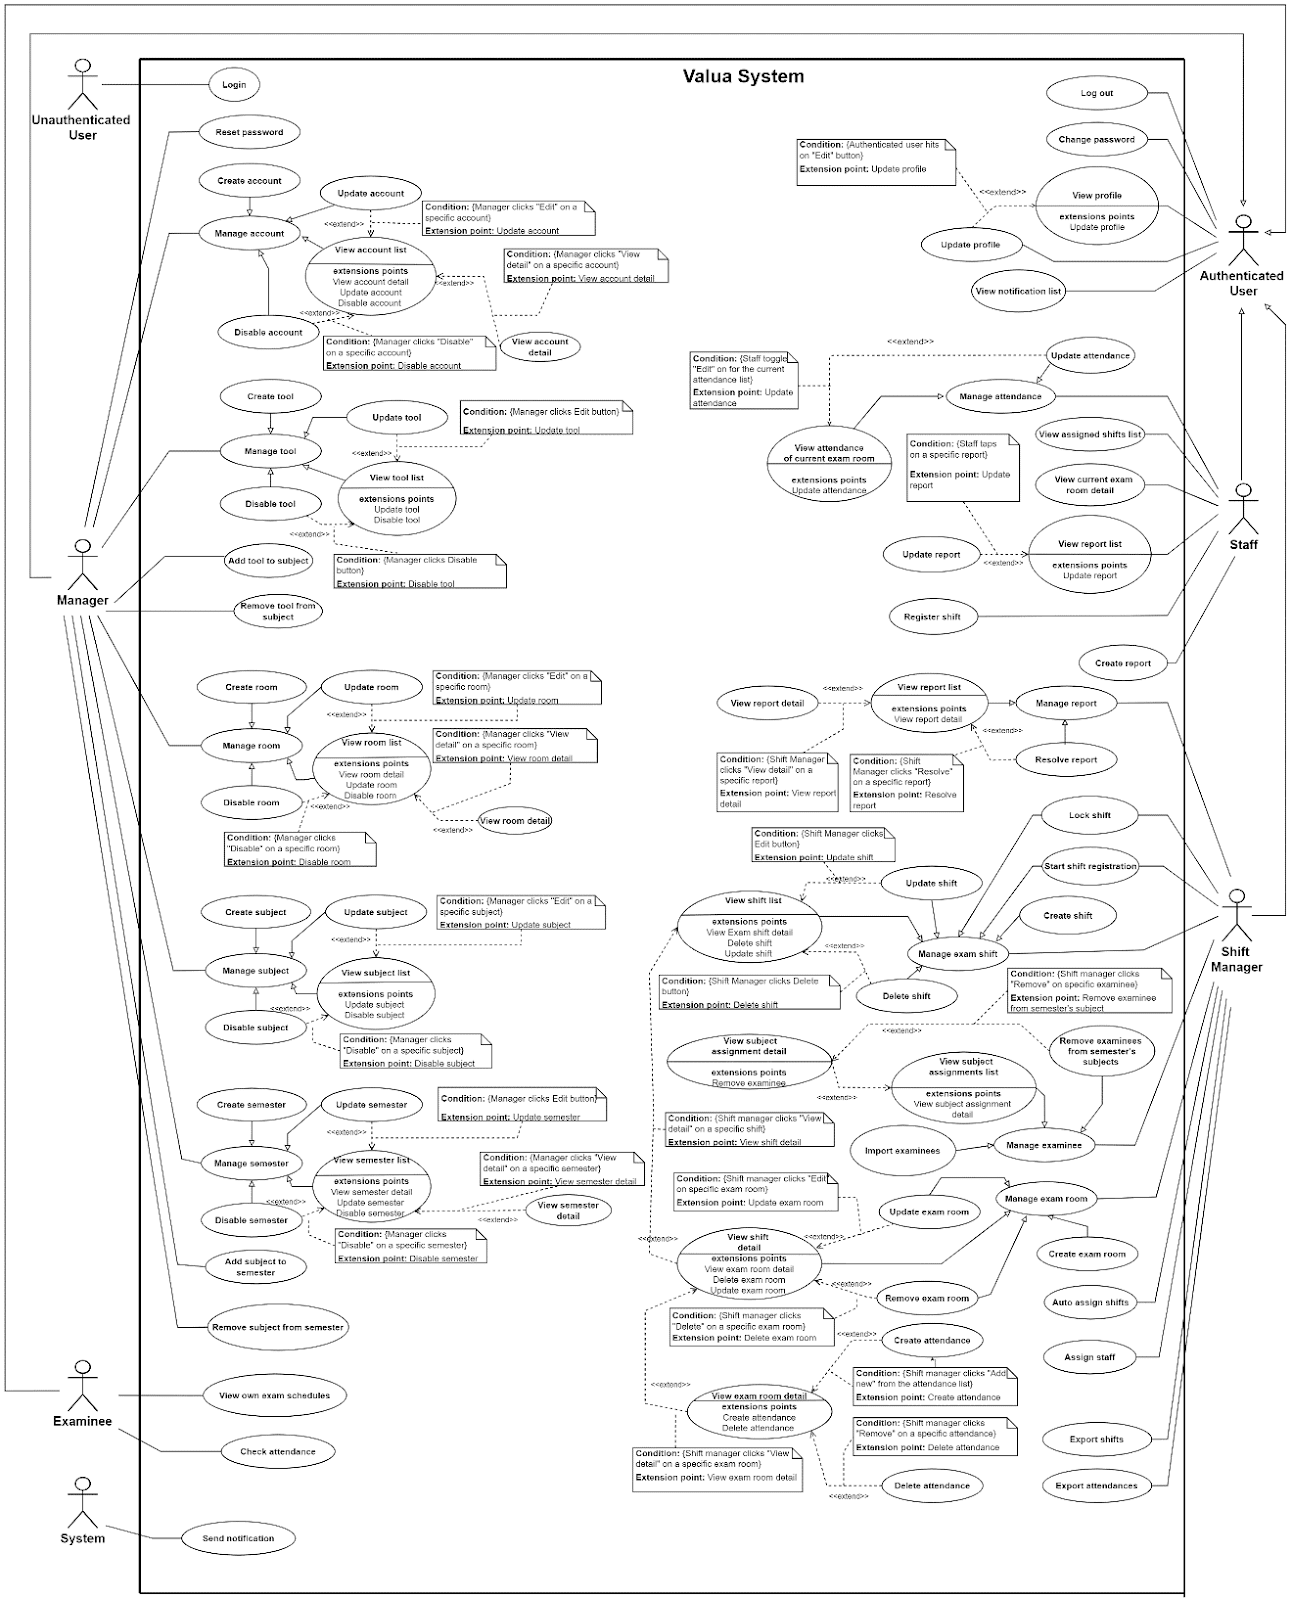 Valua System
Unauthenticated
User
Login
Reset password
Create account
Update account
Condition: {Manager clicks "Edit" on a
specific account}
Extension point: Update account
<<extend>>
Manage account
View account list
extensions points
View account detail
Update account
Disable account
Condition: {Manager clicks "View
detail" on a specific account}
Extension point: View account detail
<<extend>>
<<extend>>
Disable account
Condition: {Manager clicks "Disable"
on a specific account}
Extension point: Disable account
View account
detail
Create tool
Update tool
Condition: {Manager clicks Edit button}
Extension point: Update tool
<<extend>>
Manage tool
View tool list
extensions points
Update tool
Disable tool
Disable tool
<<extend>>
Condition: {Manager clicks Disable
button}
Extension point: Disable tool
Add tool to subject
Manager
Remove tool from
subject
Create room
Update room
Condition: {Manager clicks "Edit" on a
specific room}
Extension point: Update room
<<extend>>
Manage room
View room list
extensions points
View room detail
Update room
Disable room
Condition: {Manager clicks "View
detail" on a specific room}
Extension point: View room detail
Disable room
<<extend>>
View room detail
<<extend>>
Condition: {Manager clicks
"Disable" on a specific room}
Extension point: Disable room
Create subject
Update subject
Condition: {Manager clicks "Edit" on a
specific subject}
Extension point: Update subject
<<extend>>
Manage subject
View subject list
extensions points
Update subject
Disable subject
<<extend>>
Disable subject
Condition: {Manager clicks
"Disable" on a specific subject}
Extension point: Disable subject
Create semester
Update semester
Condition: {Manager clicks Edit button}
Extension point: Update semester
<<extend>>
Manage semester
View semester list
extensions points
View semester detail
Update semester
Disable semester
Condition: {Manager clicks "View
detail" on a specific semester}
Extension point: View semester detail
<<extend>>
Disable semester
<<extend>>
View semester
detail
Condition: {Manager clicks
"Disable" on a specific semester}
Extension point: Disable semester
Add subject to
semester
Remove subject from semester
Examinee
View own exam schedules
Check attendance
System
Send notification
Log out
Change password
Condition: {Authenticated user hits
on "Edit" button}
Extension point: Update profile
<<extend>>
View profile
extensions points
Update profile
Update profile
Authenticated
User
View notification list
<<extend>>
Update attendance
Condition: {Staff toggle
"Edit" on for the current
attendance list}
Extension point: Update
attendance
Manage attendance
View attendance
of current exam room
extensions points
Update attendance
View assigned shifts list
Condition: {Staff taps
on a specific report}
Extension point: Update
report
View current exam
room detail
Staff
Update report
<<extend>>
View report list
extensions points
Update report
Register shift
Create report
View report detail
<<extend>>
View report list
extensions points
View report detail
Manage report
<<extend>>
Resolve report
Condition: {Shift Manager
clicks "View detail" on a
specific report}
Extension point: View report
detail
Condition: {Shift
Manager clicks "Resolve"
on a specific report}
Extension point: Resolve
report
Lock shift
Condition: {Shift Manager clicks
Edit button}
Extension point: Update shift
Start shift registration
<<extend>>
Update shift
View shift list
extensions points
View Exam shift detail
Delete shift
Update shift
Create shift
<<extend>>
Manage exam shift
Shift
Manager
Condition: {Shift Manager clicks Delete
button}
Extension point: Delete shift
Delete shift
Condition: {Shift manager clicks
"Remove" on specific examinee}
Extension point: Remove examinee
from semester's subject
<<extend>>
View subject
assignment detail
extensions points
Remove examinee
Remove examinees
from semester's
subjects
View subject
assignments list
extensions points
View subject assignment
detail
<<extend>>
Condition: {Shift manager clicks "View
detail" on a specific shift}
Extension point: View shift detail
Import examinees
Manage examinee
Condition: {Shift manager clicks "Edit"
on specific exam room}
Extension point: Update exam room
Manage exam room
Update exam room
<<extend>>
<<extend>>
View shift
detail
extensions points
View exam room detail
Delete exam room
Update exam room
Create exam room
<<extend>>
Remove exam room
Auto assign shifts
Condition: {Shift manager clicks
"Delete" on a specific exam room}
Extension point: Delete exam room
<<extend>>
Create attendance
Assign staff
Condition: {Shift manager clicks "Add
new" from the attendance list}
Extension point: Create attendance
<<extend>>
View exam room detail
extensions points
Create attendance
Delete attendance
Condition: {Shift manager clicks
"Remove" on a specific attendance}
Extension point: Delete attendance
Export shifts
Condition: {Shift manager clicks "View
detail" on a specific exam room}
Extension point: View exam room detail
Delete attendance
<<extend>>
Export attendances